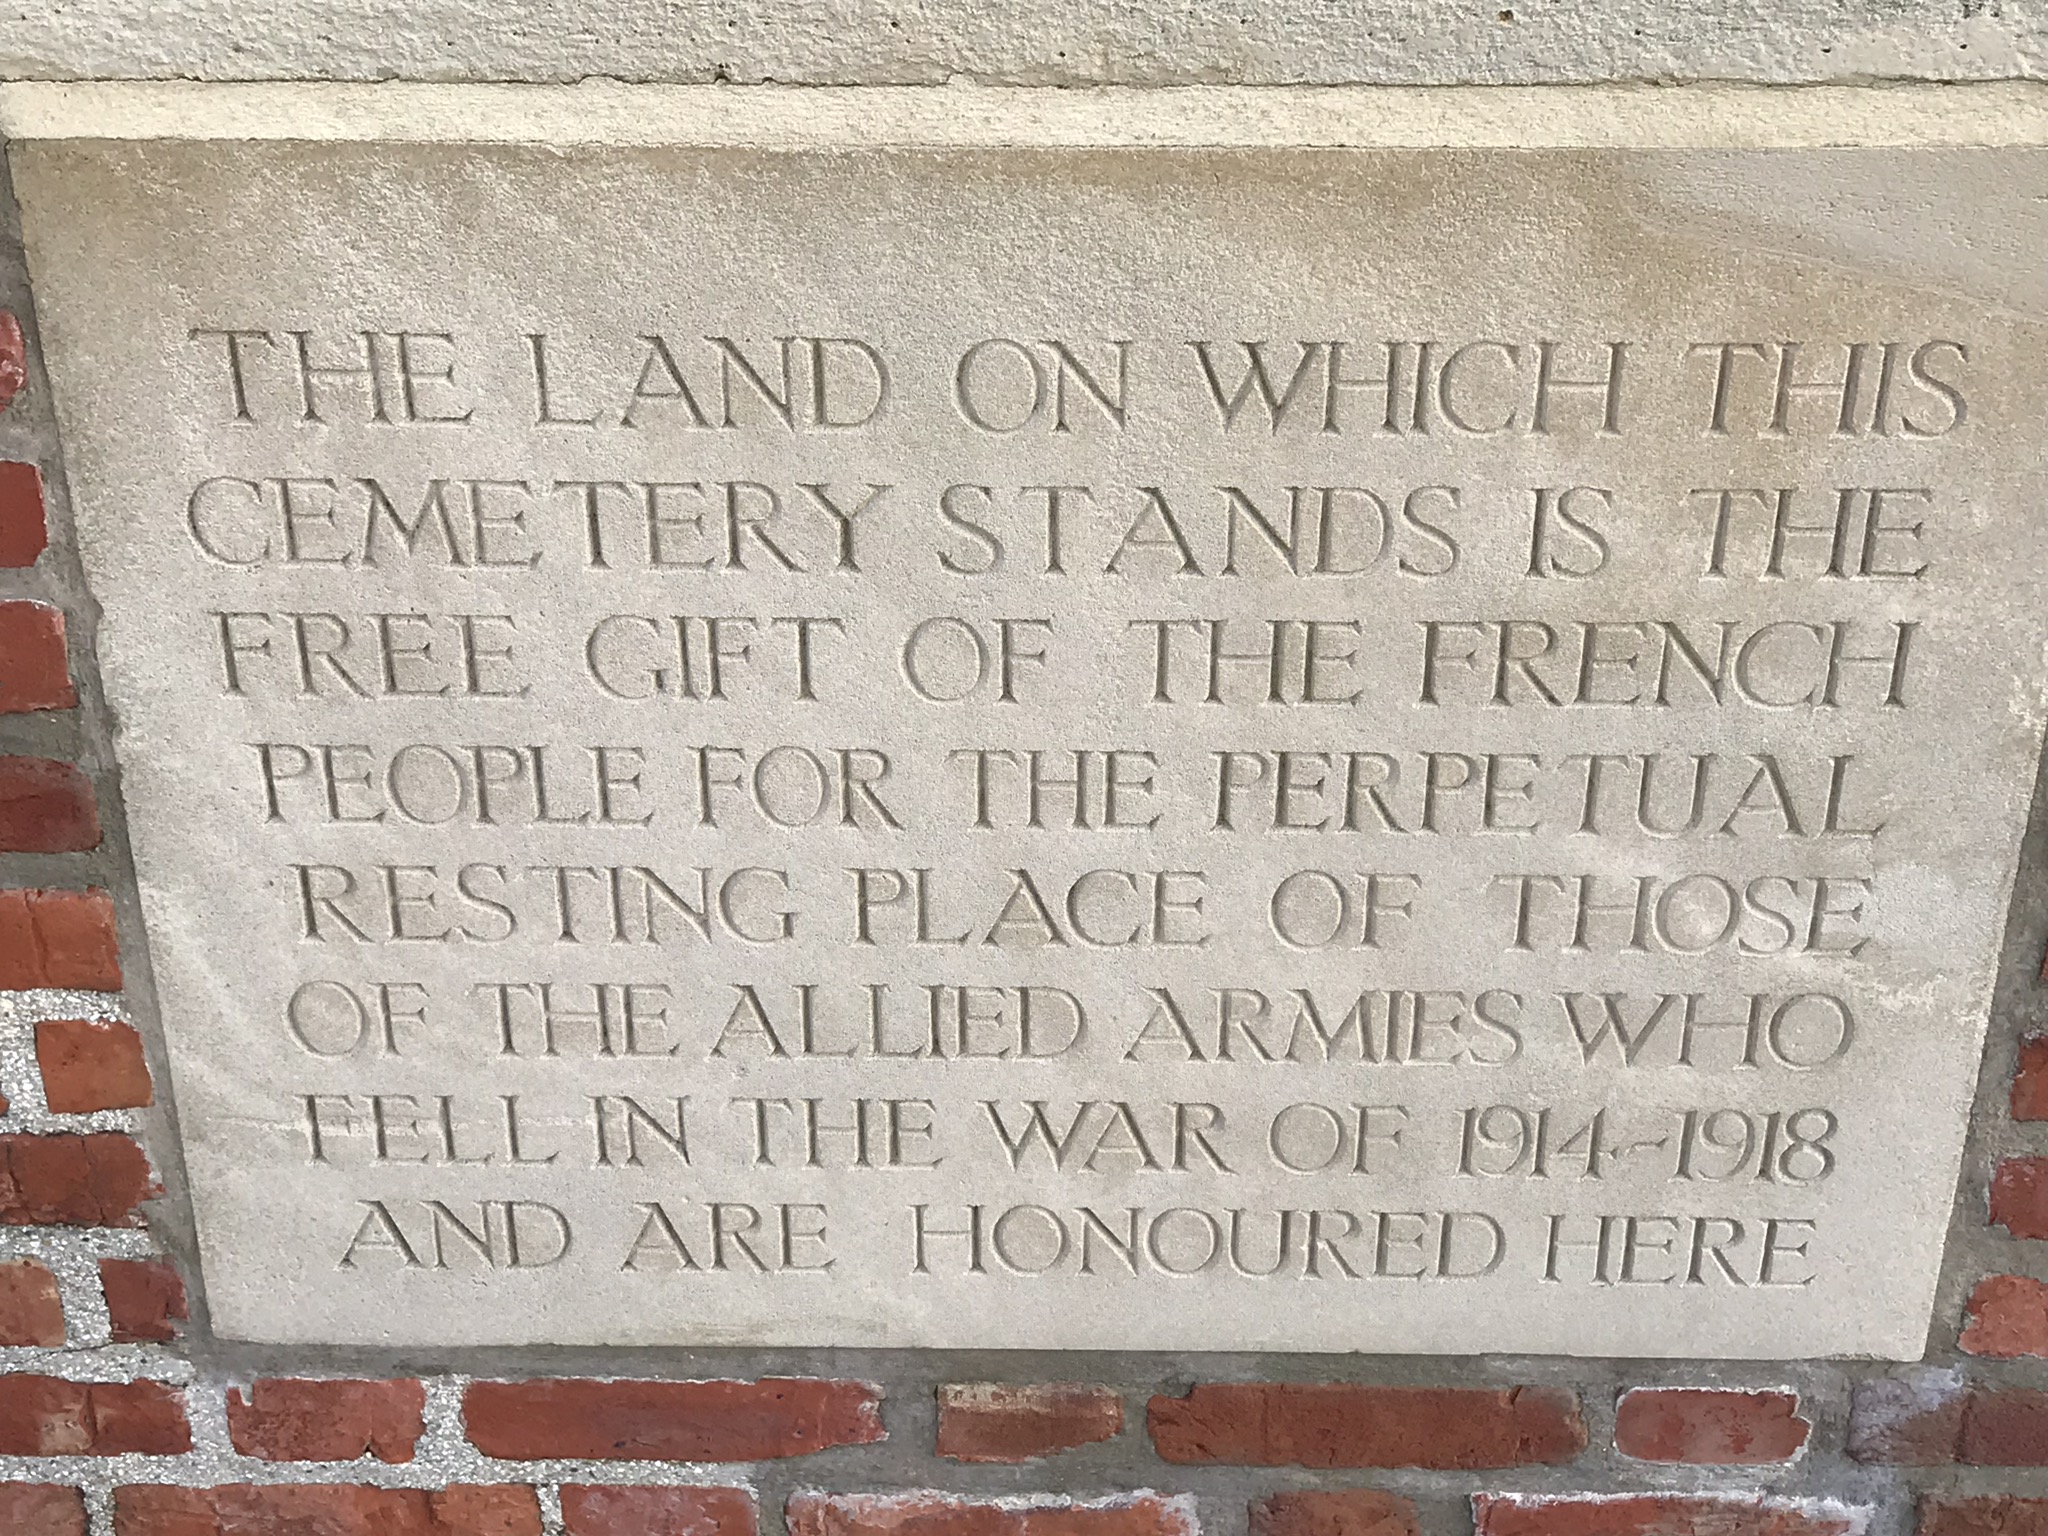 THE LAND ON WHICH THIS
CEMETERY STANDS IS THE
FREE GIFT OF THE FRENCH
PEOPLE FOR THE PERPETUAL
RESTING PLACE OF THOSE
OF THE ALLIED ARMIES WHO
FELL IN THE WAR OF 1914-1918
AND ARE HONOURED HERE